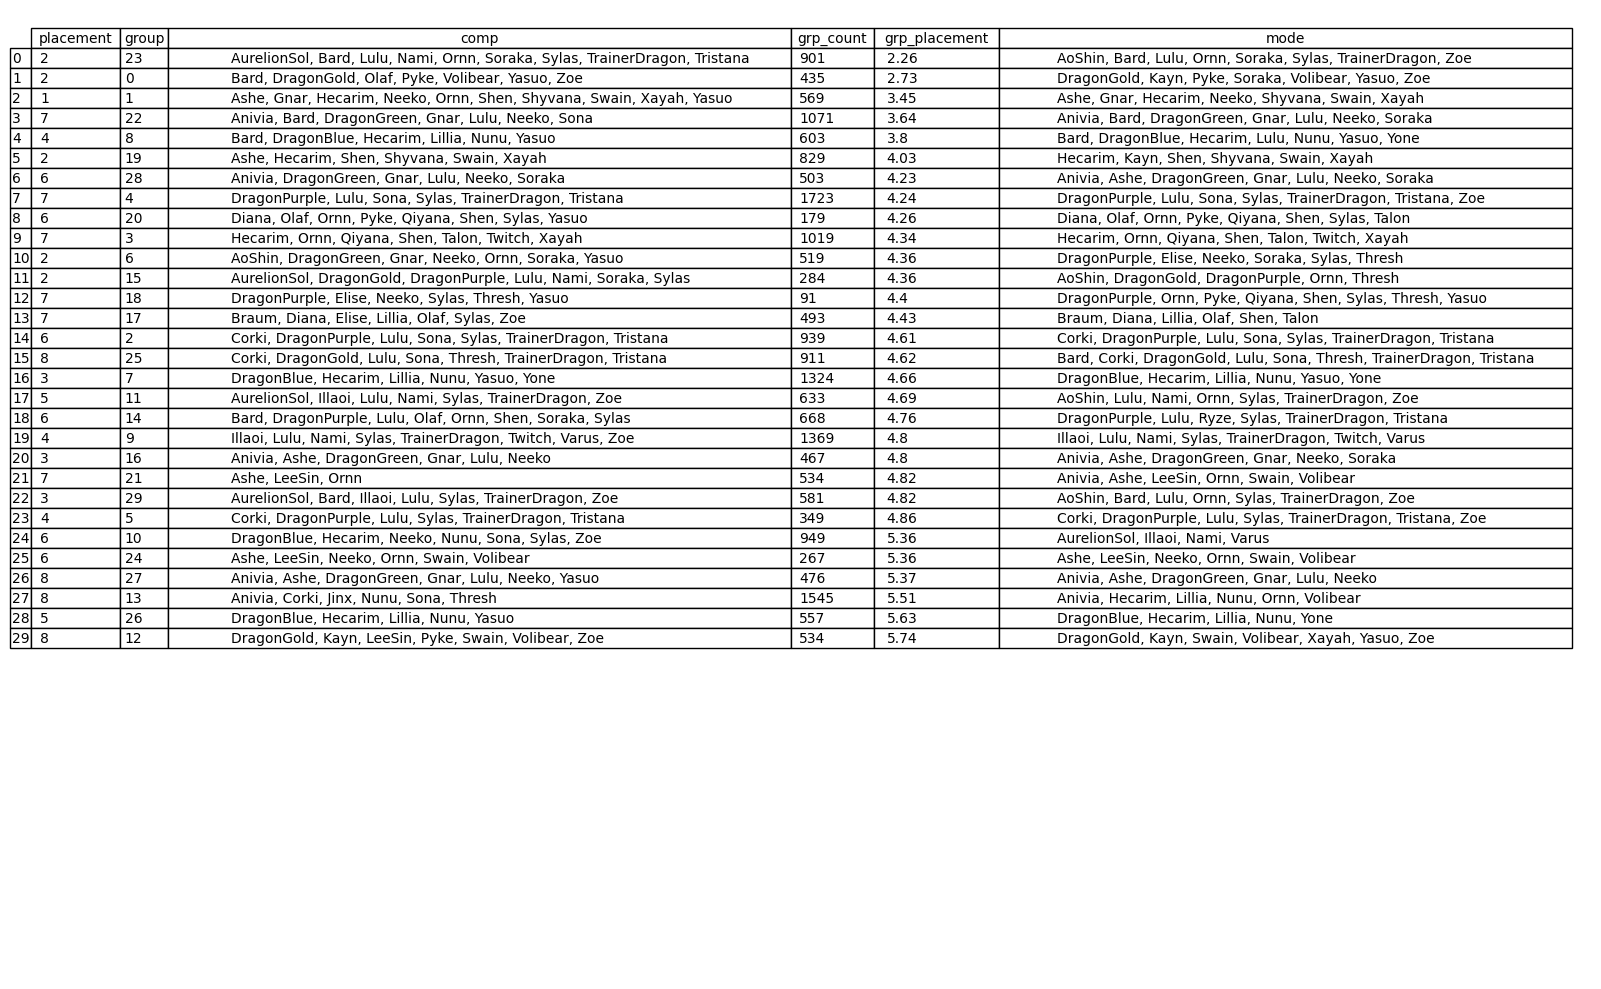 placement group comp grp_count grp_placement mode
0 2 23 AurelionSol, Bard, Lulu, Nami, Ornn, Soraka, Sylas, TrainerDragon, Tristana 901 2.26 AoShin, Bard, Lulu, Ornn, Soraka, Sylas, TrainerDragon, Zoe
1 2 0 Bard, DragonGold, Olaf, Pyke, Volibear, Yasuo, Zoe 435 2.73 DragonGold, Kayn, Pyke, Soraka, Volibear, Yasuo, Zoe
2 1 1 Ashe, Gnar, Hecarim, Neeko, Ornn, Shen, Shyvana, Swain, Xayah, Yasuo 569 3.45 Ashe, Gnar, Hecarim, Neeko, Shyvana, Swain, Xayah
3 7 22 Anivia, Bard, DragonGreen, Gnar, Lulu, Neeko, Sona 1071 3.64 Anivia, Bard, DragonGreen, Gnar, Lulu, Neeko, Soraka
4 4 8 Bard, DragonBlue, Hecarim, Lillia, Nunu, Yasuo 603 3.8 Bard, DragonBlue, Hecarim, Lulu, Nunu, Yasuo, Yone
5 2 19 Ashe, Hecarim, Shen, Shyvana, Swain, Xayah 829 4.03 Hecarim, Kayn, Shen, Shyvana, Swain, Xayah
6 6 28 Anivia, DragonGreen, Gnar, Lulu, Neeko, Soraka 503 4.23 Anivia, Ashe, DragonGreen, Gnar, Lulu, Neeko, Soraka
7 7 4 DragonPurple, Lulu, Sona, Sylas, TrainerDragon, Tristana 1723 4.24 DragonPurple, Lulu, Sona, Sylas, TrainerDragon, Tristana, Zoe
8 6 20 Diana, Olaf, Ornn, Pyke, Qiyana, Shen, Sylas, Yasuo 179 4.26 Diana, Olaf, Ornn, Pyke, Qiyana, Shen, Sylas, Talon
9 7 3 Hecarim, Ornn, Qiyana, Shen, Talon, Twitch, Xayah 1019 4.34 Hecarim, Ornn, Qiyana, Shen, Talon, Twitch, Xayah
10 2 6 AoShin, DragonGreen, Gnar, Neeko, Ornn, Soraka, Yasuo 519 4.36 DragonPurple, Elise, Neeko, Soraka, Sylas, Thresh
11 2 15 AurelionSol, DragonGold, DragonPurple, Lulu, Nami, Soraka, Sylas 284 4.36 AoShin, DragonGold, DragonPurple, Ornn, Thresh
12 7 18 DragonPurple, Elise, Neeko, Sylas, Thresh, Yasuo 91 4.4 DragonPurple, Ornn, Pyke, Qiyana, Shen, Sylas, Thresh, Yasuo
13 7 17 Braum, Diana, Elise, Lillia, Olaf, Sylas, Zoe 493 4.43 Braum, Diana, Lillia, Olaf, Shen, Talon
14 6 2 Corki, DragonPurple, Lulu, Sona, Sylas, TrainerDragon, Tristana 939 4.61 Corki, DragonPurple, Lulu, Sona, Sylas, TrainerDragon, Tristana
15 8 25 Corki, DragonGold, Lulu, Sona, Thresh, TrainerDragon, Tristana 911 4.62 Bard, Corki, DragonGold, Lulu, Sona, Thresh, TrainerDragon, Tristana
16 3 7 DragonBlue, Hecarim, Lillia, Nunu, Yasuo, Yone 1324 4.66 DragonBlue, Hecarim, Lillia, Nunu, Yasuo, Yone
17 5 11 AurelionSol, Illaoi, Lulu, Nami, Sylas, TrainerDragon, Zoe 633 4.69 AoShin, Lulu, Nami, Ornn, Sylas, TrainerDragon, Zoe
18 6 14 Bard, DragonPurple, Lulu, Olaf, Ornn, Shen, Soraka, Sylas 668 4.76 DragonPurple, Lulu, Ryze, Sylas, TrainerDragon, Tristana
19 4 9 Illaoi, Lulu, Nami, Sylas, TrainerDragon, Twitch, Varus, Zoe 1369 4.8 Illaoi, Lulu, Nami, Sylas, TrainerDragon, Twitch, Varus
20 3 16 Anivia, Ashe, DragonGreen, Gnar, Lulu, Neeko 467 4.8 Anivia, Ashe, DragonGreen, Gnar, Neeko, Soraka
21 7 21 Ashe, LeeSin, Ornn 534 4.82 Anivia, Ashe, LeeSin, Ornn, Swain, Volibear
22 3 29 AurelionSol, Bard, Illaoi, Lulu, Sylas, TrainerDragon, Zoe 581 4.82 AoShin, Bard, Lulu, Ornn, Sylas, TrainerDragon, Zoe
23 4 5 Corki, DragonPurple, Lulu, Sylas, TrainerDragon, Tristana 349 4.86 Corki, DragonPurple, Lulu, Sylas, TrainerDragon, Tristana, Zoe
24 6 10 DragonBlue, Hecarim, Neeko, Nunu, Sona, Sylas, Zoe 949 5.36 AurelionSol, Illaoi, Nami, Varus
25 6 24 Ashe, LeeSin, Neeko, Ornn, Swain, Volibear 267 5.36 Ashe, LeeSin, Neeko, Ornn, Swain, Volibear
26 8 27 Anivia, Ashe, DragonGreen, Gnar, Lulu, Neeko, Yasuo 476 5.37 Anivia, Ashe, DragonGreen, Gnar, Lulu, Neeko
27 8 13 Anivia, Corki, Jinx, Nunu, Sona, Thresh 1545 5.51 Anivia, Hecarim, Lillia, Nunu, Ornn, Volibear
28 5 26 DragonBlue, Hecarim, Lillia, Nunu, Yasuo 557 5.63 DragonBlue, Hecarim, Lillia, Nunu, Yone
29 8 12 DragonGold, Kayn, LeeSin, Pyke, Swain, Volibear, Zoe 534 5.74 DragonGold, Kayn, Swain, Volibear, Xayah, Yasuo, Zoe